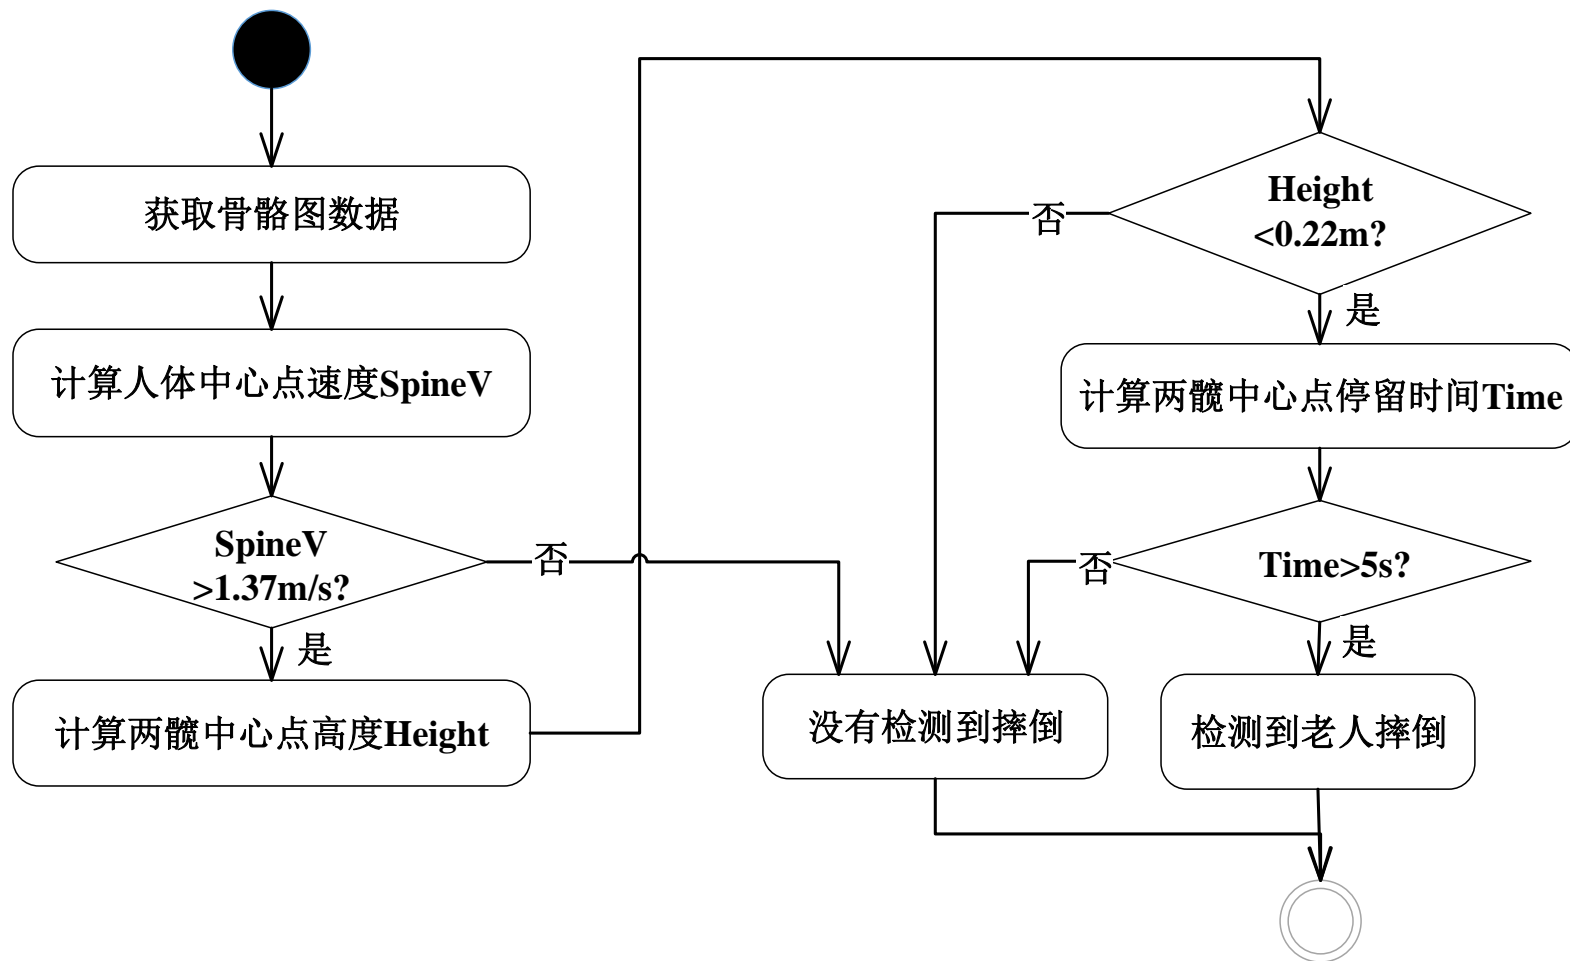 获取骨骼图数据
计算人体中心点速度SpineV
SpineV
>1.37m/s?
否
是
计算两髋中心点高度Height
Height
<0.22m?
否
是
计算两髋中心点停留时间Time
Time>5s?
否
是
没有检测到摔倒
检测到老人摔倒